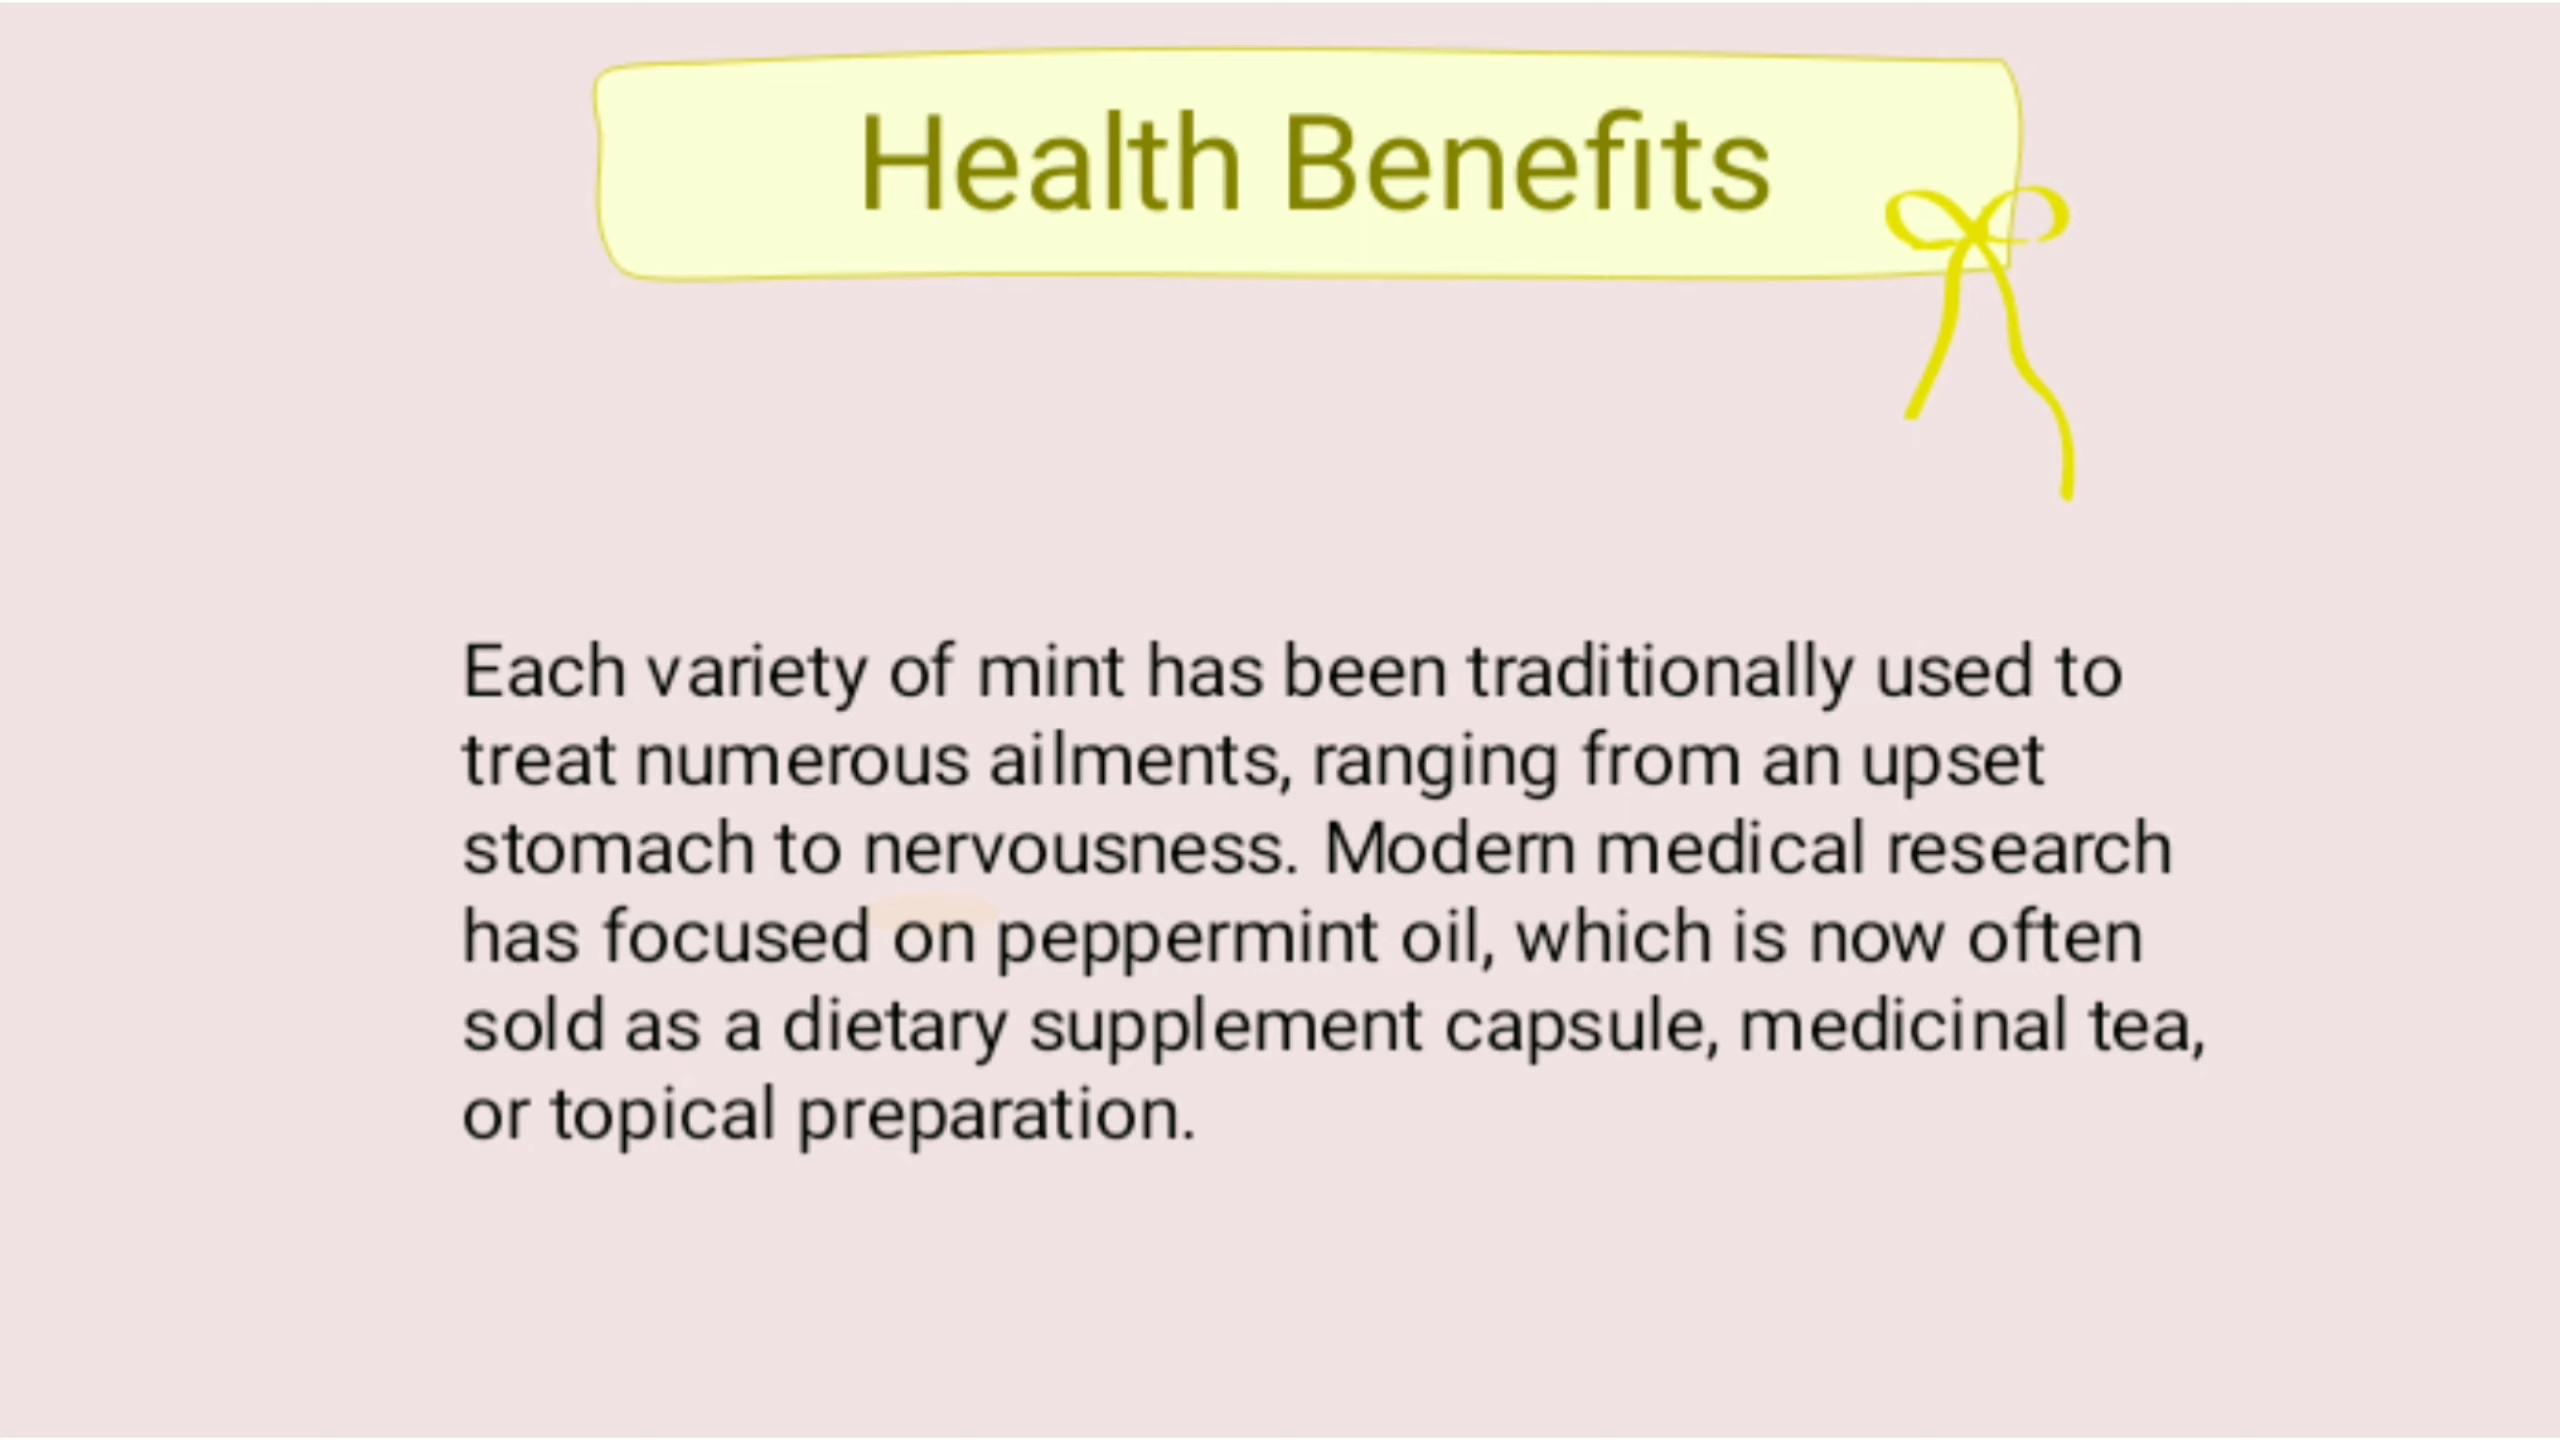 Health Benefits
Each variety of mint has been traditionally used to
treat numerous ailments, ranging from an upset
stomach to nervousness. Modern medical research
has focused on peppermint oil, which is now often
sold as a dietary supplement capsule, medicinal tea,
or topical preparation.